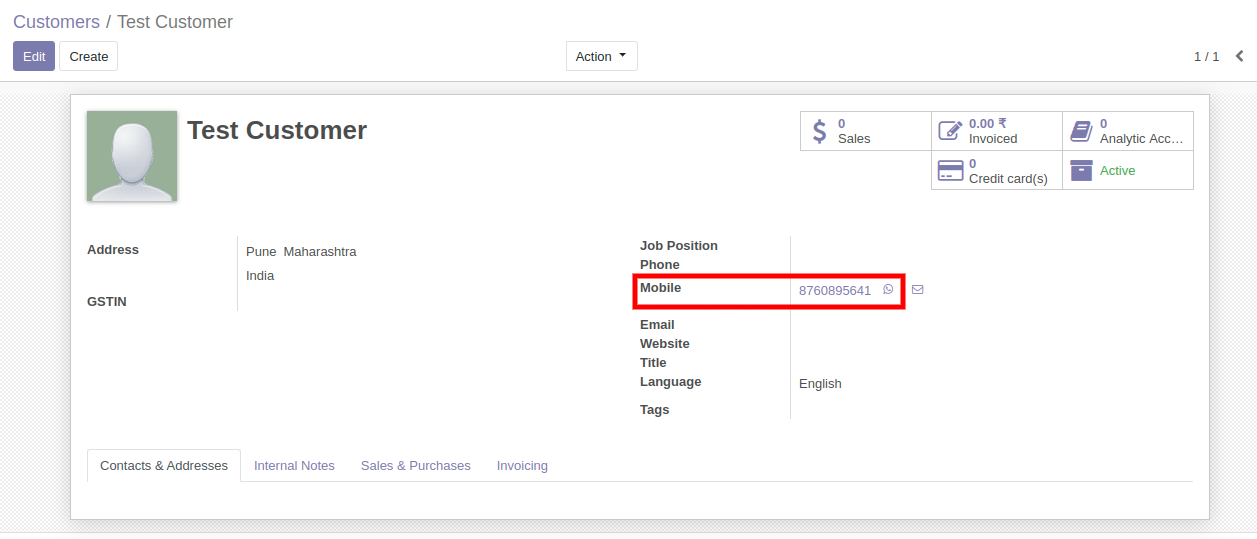 Customers / Test Customer
Edit Create Action 1 / 1
Test Customer
0
Sales
0.00 ₹
Invoiced
0
Analytic Acc...
0
Credit card(s)
Active
Address Pune Maharashtra
India
GSTIN
Job Position
Phone
Mobile 8760895641
Email
Website
Title
Language English
Tags
Contacts & Addresses Internal Notes Sales & Purchases Invoicing